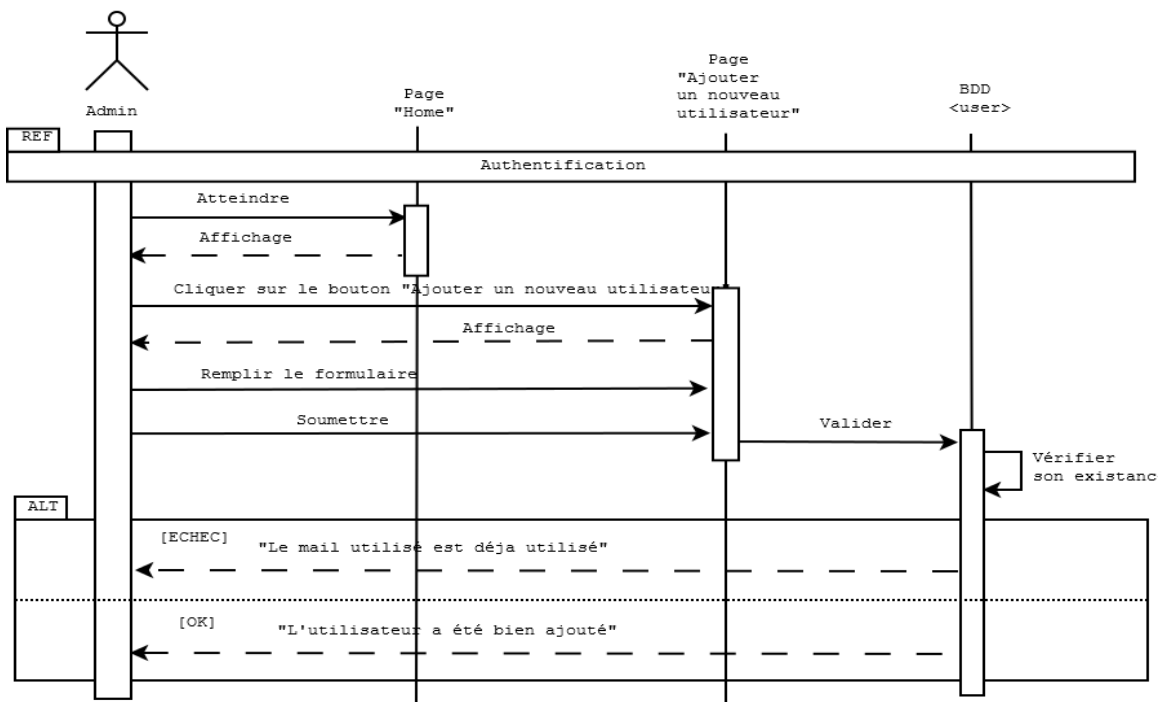 Admin
Page
"Home"
Page
"Ajouter
un nouveau
utilisateur"
BDD
<user>
REF
Authentification
Atteindre
Affichage
Cliquer sur le bouton "Ajouter un nouveau utilisateu
Affichage
Remplir le formulaire
Soumettre
Valider
Vérifier
son existanc
ALT
[ECHEC]
"Le mail utilisé est déja utilisé"
[OK]
"L'utilisateur a été bien ajouté"